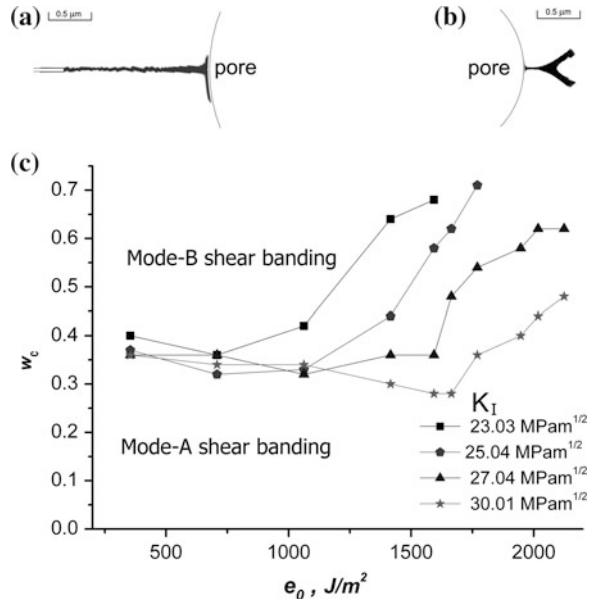 (a)
0.5 μm
pore
(b)
0.5 μm
pore
(c)
0.7
0.6
0.5
0.4
0.3
0.2
0.1
0.0
w_c
Mode-B shear banding
Mode-A shear banding
K_I
23.03 MPam^1/2
25.04 MPam^1/2
27.04 MPam^1/2
30.01 MPam^1/2
500
1000
1500
2000
e_0 , J/m^2